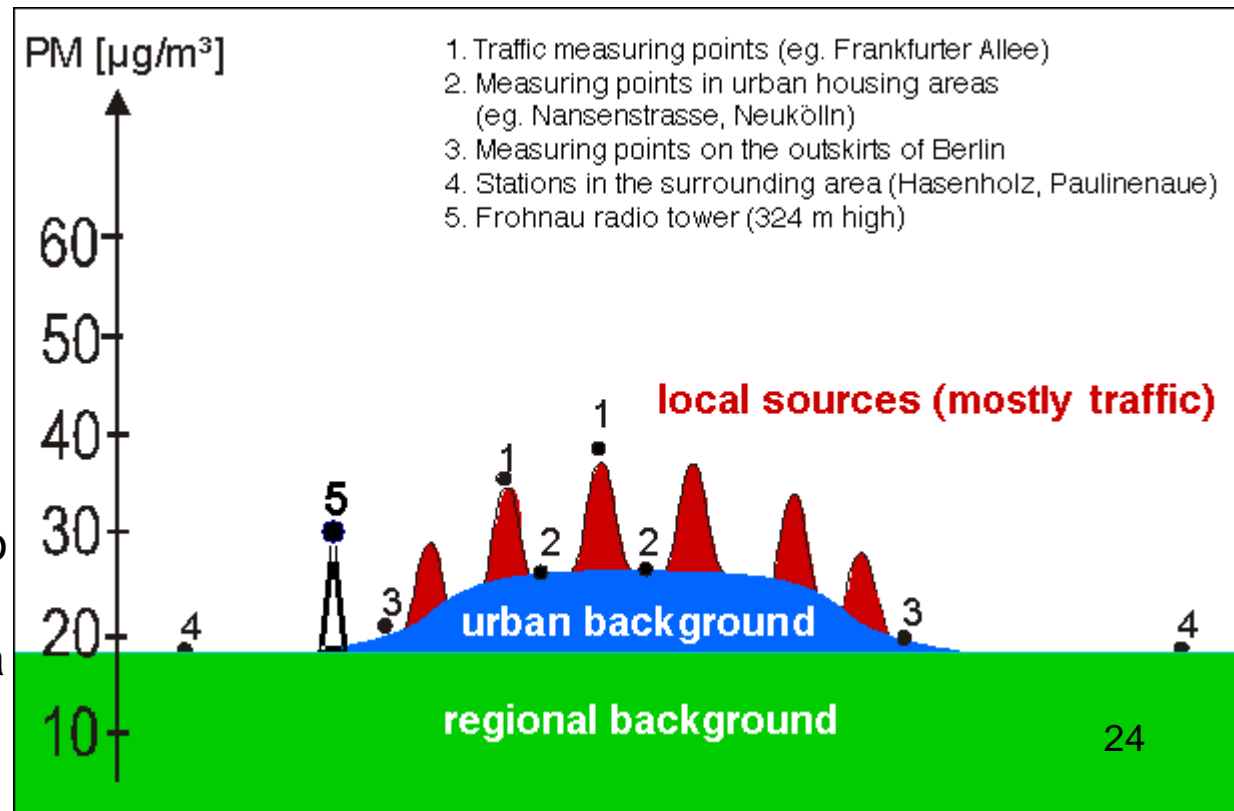 PM [µg/m³]
1. Traffic measuring points (eg. Frankfurter Allee)
2. Measuring points in urban housing areas
(eg. Nansenstrasse, Neukölln)
3. Measuring points on the outskirts of Berlin
4. Stations in the surrounding area (Hasenholz, Paulinenaue)
5. Frohnau radio tower (324 m high)
60
50
local sources (mostly traffic)
40
1
1
5
30
2
2
3
3
4
4
20
urban background
10
regional background
24